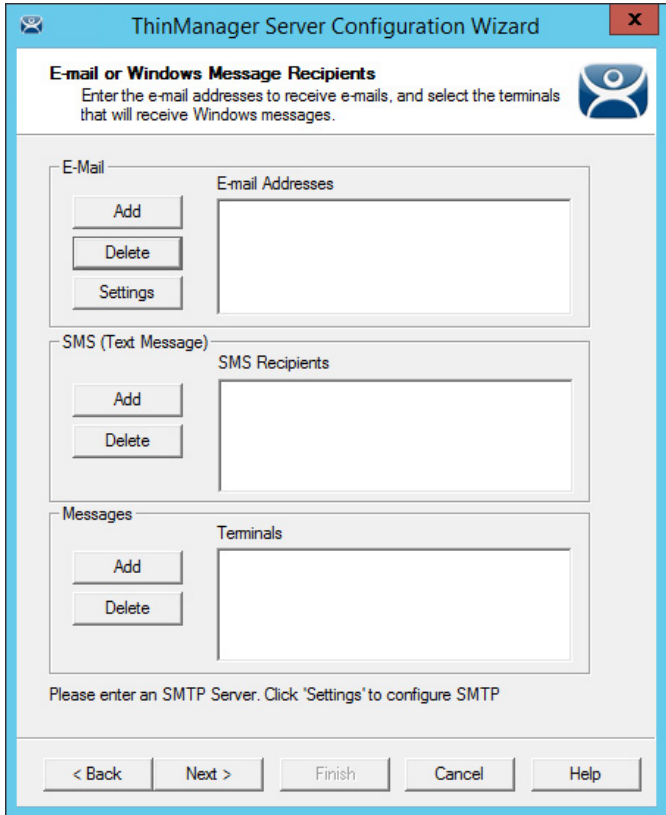 ThinManager Server Configuration Wizard
x
E-mail or Windows Message Recipients
Enter the e-mail addresses to receive e-mails, and select the terminals
that will receive Windows messages.
E-Mail
E-mail Addresses
Add
Delete
Settings
SMS (Text Message)
SMS Recipients
Add
Delete
Messages
Terminals
Add
Delete
Please enter an SMTP Server. Click 'Settings' to configure SMTP
< Back Next > Finish Cancel Help